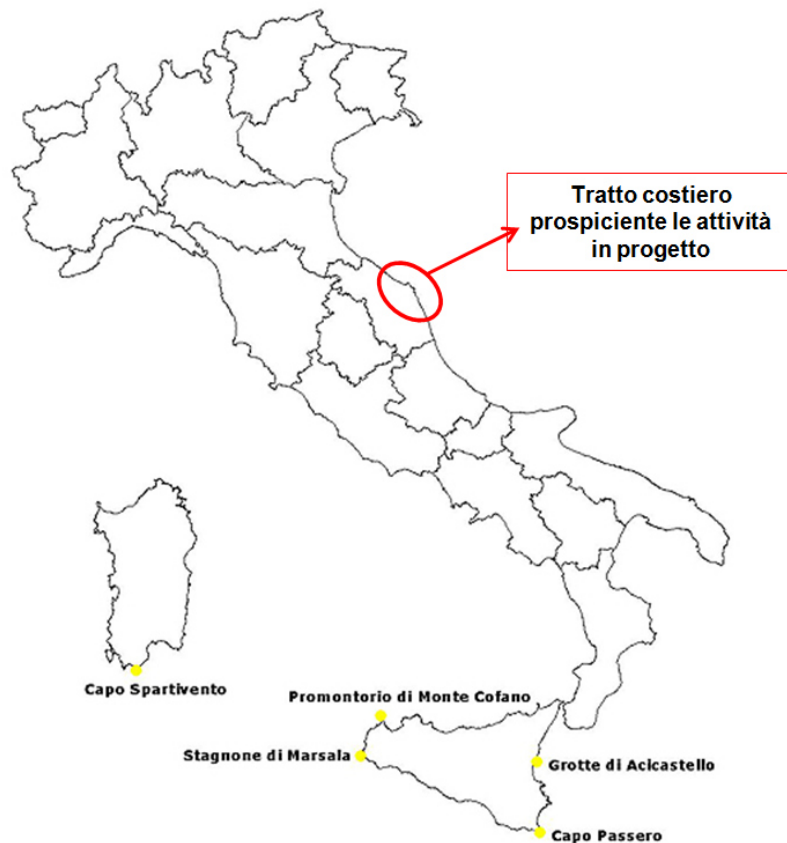 Tratto costiero
prospiciente le attività
in progetto
Capo Spartivento
Promontorio di Monte Cofano
Stagnone di Marsala
Grotte di Acicastello
Capo Passero